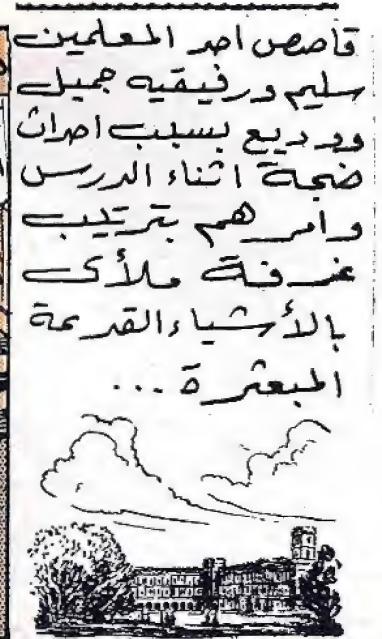 قاصص احد المعلمين
سليم ورفيقيه جميل
ووديع بسبب احداث
ضجة اثناء الدرس
وامرهم بترتيب
غرفة ملأى
بالأشياء القديمة
المبعثرة...